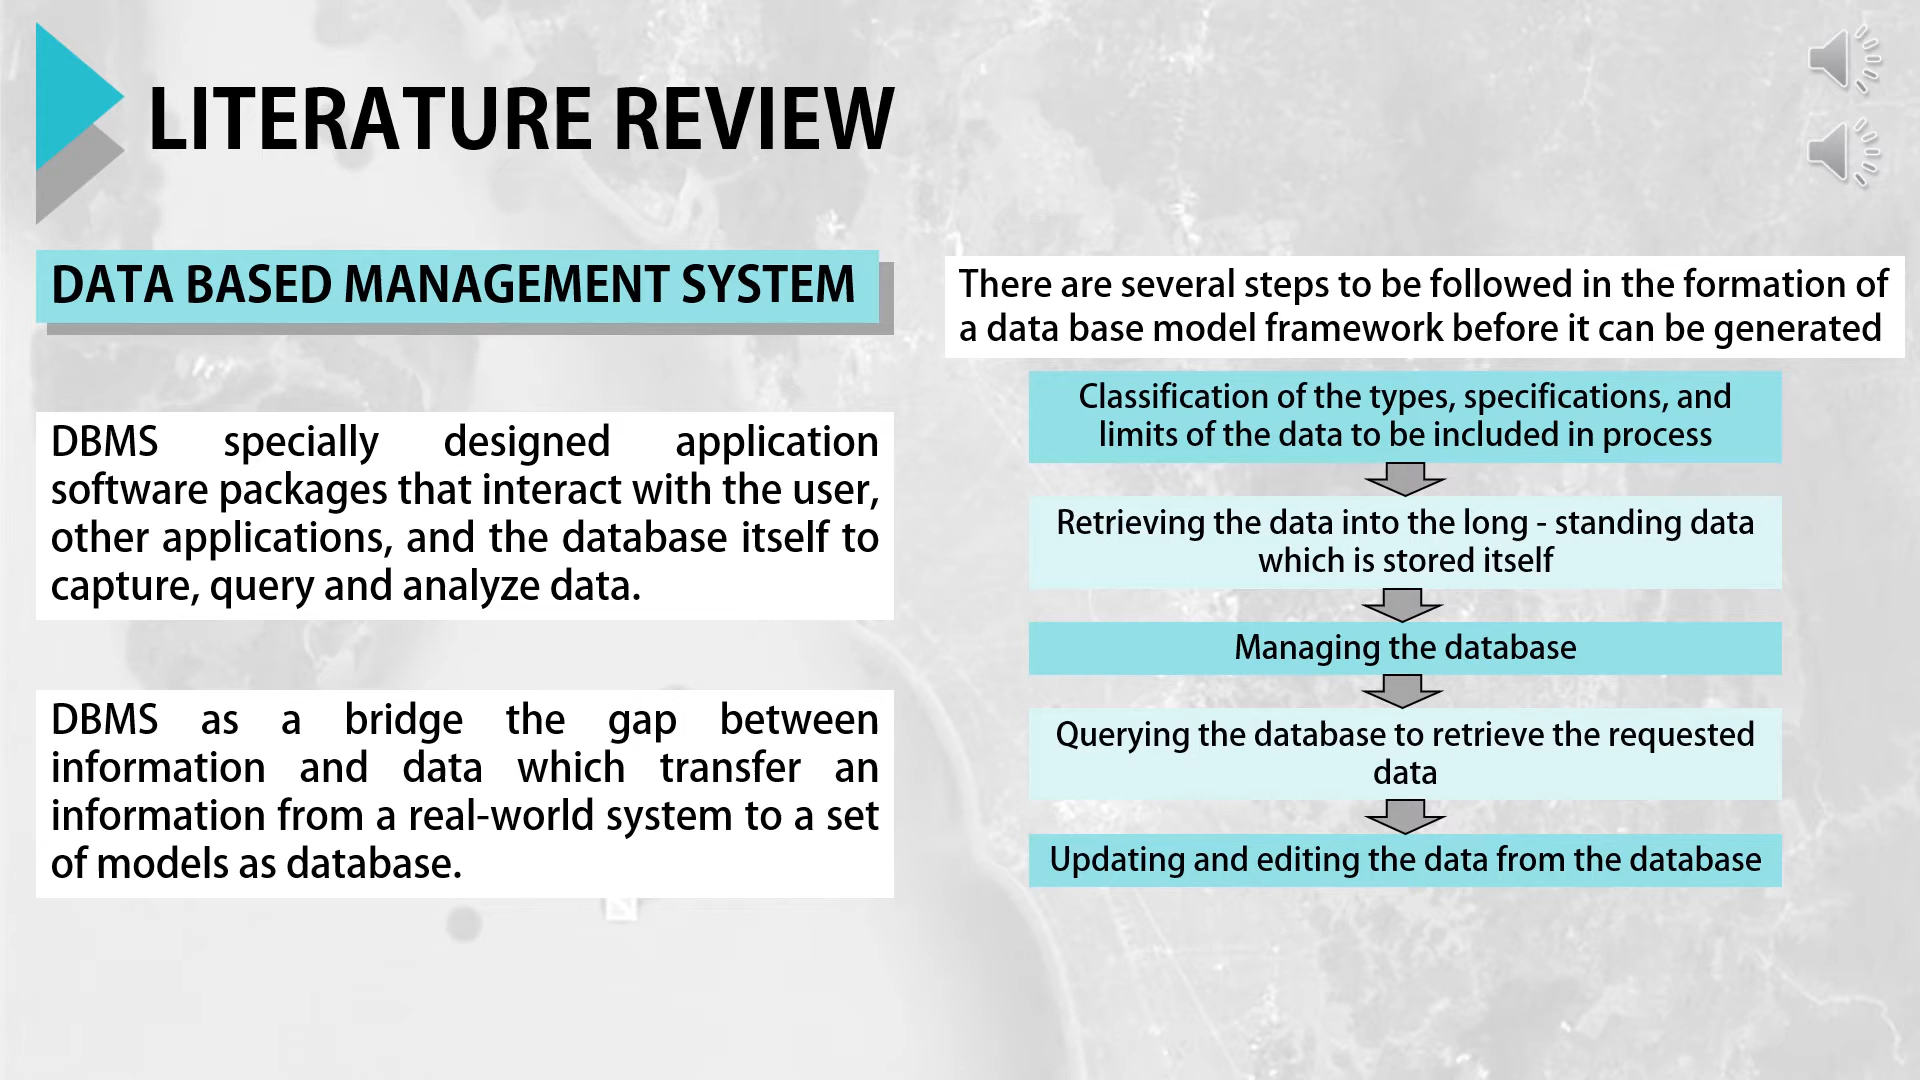 LITERATURE REVIEW
DATA BASED MANAGEMENT SYSTEM
DBMS specially designed application
software packages that interact with the user,
other applications, and the database itself to
capture, query and analyze data.
DBMS as a bridge the gap between
information and data which transfer an
information from a real-world system to a set
of models as database.
There are several steps to be followed in the formation of
a data base model framework before it can be generated
Classification of the types, specifications, and
limits of the data to be included in process
Retrieving the data into the long - standing data
which is stored itself
Managing the database
Querying the database to retrieve the requested
data
Updating and editing the data from the database